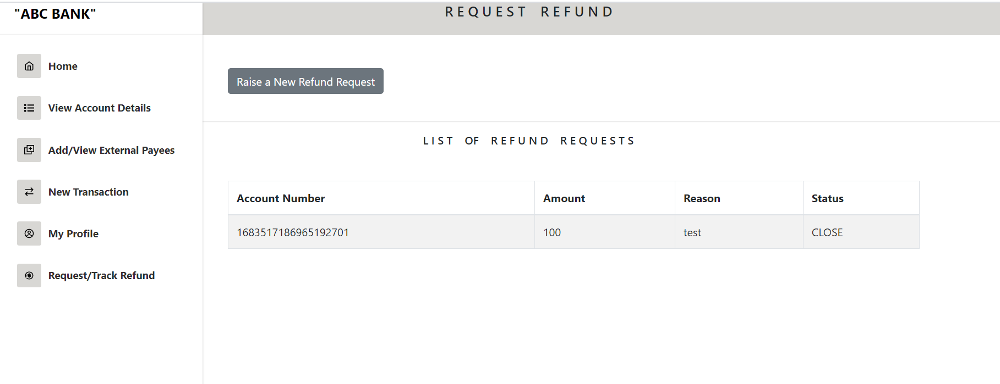 "ABC BANK"
REQUEST REFUND
Home
View Account Details
Add/View External Payees
New Transaction
My Profile
Request/Track Refund
Raise a New Refund Request
LIST OF REFUND REQUESTS
Account Number Amount Reason Status
1683517186965192701 100 test CLOSE